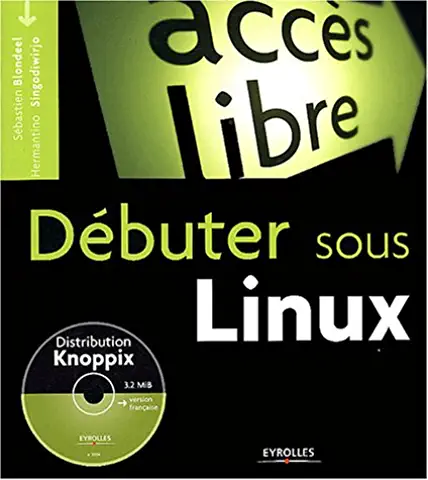 Sébastien Blondeel
Hermantino Singodiwirjo
accès
libre
Débuter sous
Linux
Distribution
Knoppix
3.2 MiB
→ version
française
EYROLLES
EYROLLES